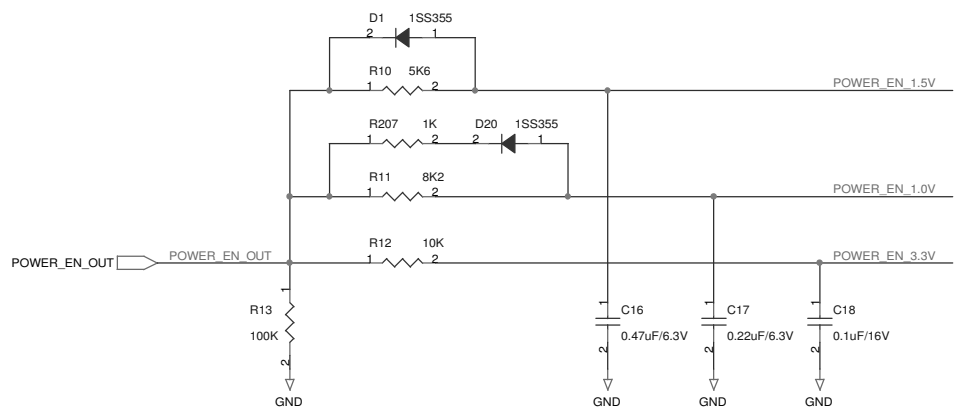 D1 1SS355
2 1
R10 5K6
1 2
POWER_EN_1.5V
R207 1K D20 1SS355
1 2 2 1
R11 8K2
1 2
POWER_EN_1.0V
R12 10K
1 2
POWER_EN_3.3V
POWER_EN_OUT
POWER_EN_OUT
1
R13
100K
2
GND
1
C16
0.47uF/6.3V
2
GND
1
C17
0.22uF/6.3V
2
GND
1
C18
0.1uF/16V
2
GND